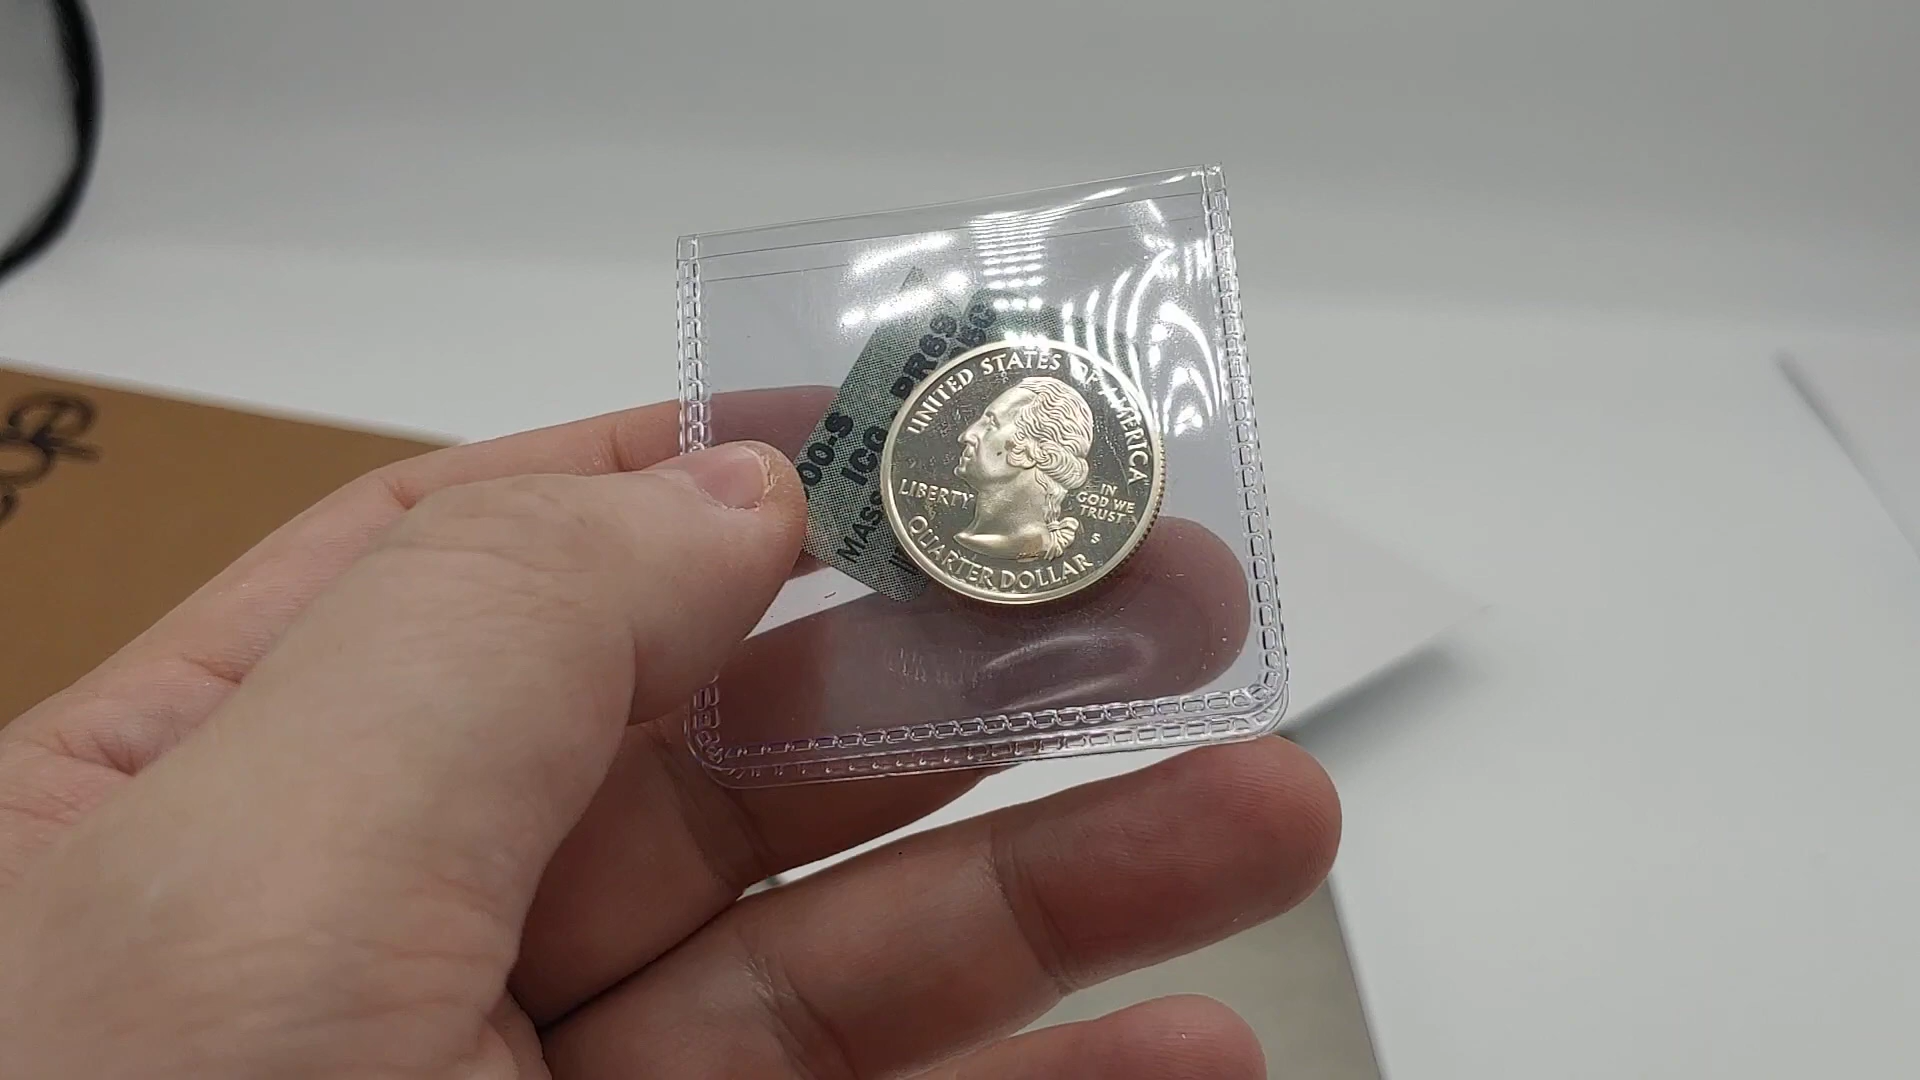 00-S
ICG PR69
MASS
UNITED STATES OF AMERICA
LIBERTY
IN
GOD WE
TRUST
S
QUARTER DOLLAR